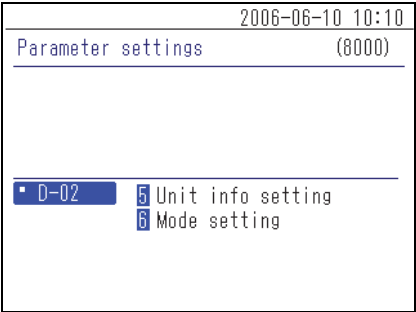 2006-06-10 10:10
Parameter settings (8000)
D-02 5 Unit info setting
6 Mode setting